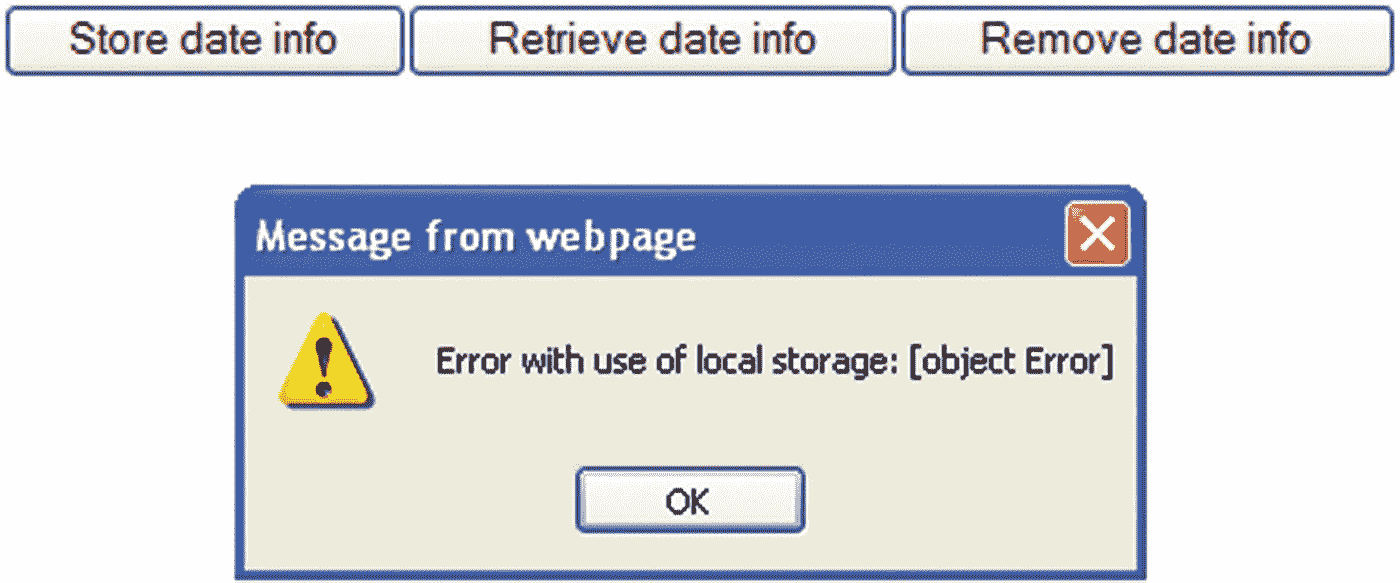 Store date info Retrieve date info Remove date info
Message from webpage
Error with use of local storage: [object Error]
OK